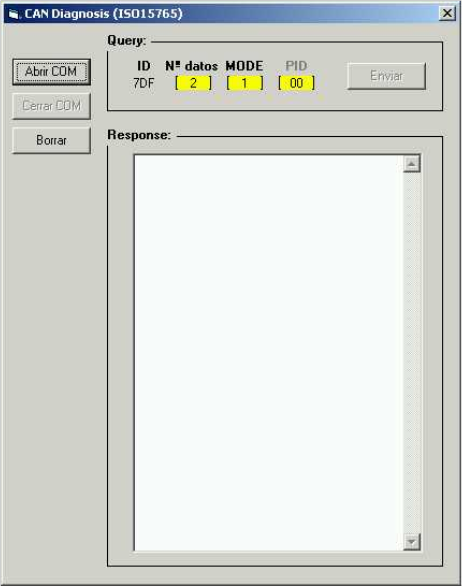 CAN Diagnosis (ISO15765)
Query:
Abrir COM
ID Nº datos MODE PID
7DF [ 2 ] [ 1 ] [ 00 ] Enviar
Cerrar COM
Borrar
Response: